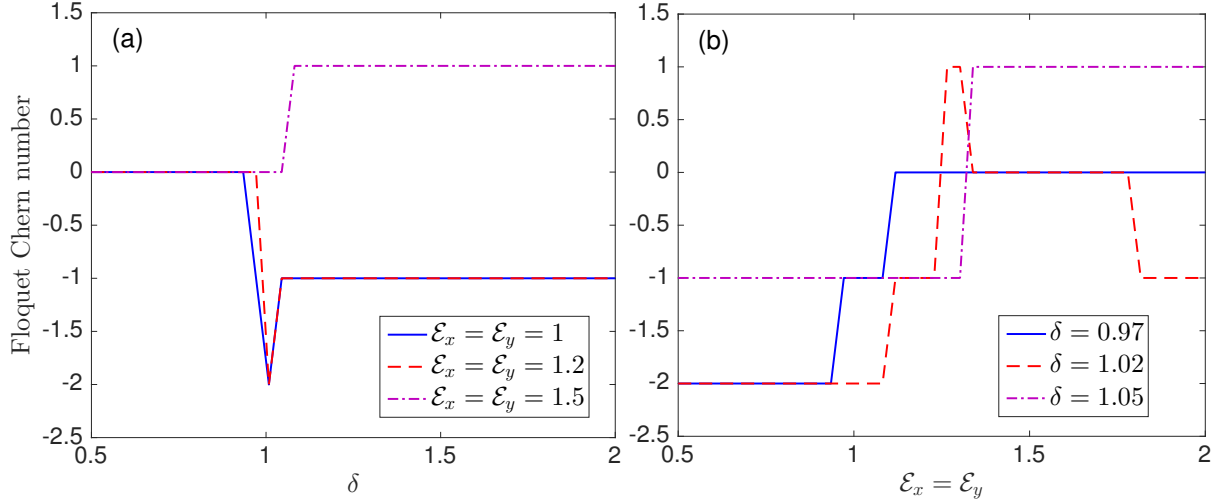 (a)
1.5
1
0.5
0
-0.5
-1
-1.5
-2
-2.5
Floquet Chern number
0.5
1
1.5
2
δ
ℰx = ℰy = 1
ℰx = ℰy = 1.2
ℰx = ℰy = 1.5
(b)
1.5
1
0.5
0
-0.5
-1
-1.5
-2
-2.5
0.5
1
1.5
2
ℰx = ℰy
δ = 0.97
δ = 1.02
δ = 1.05